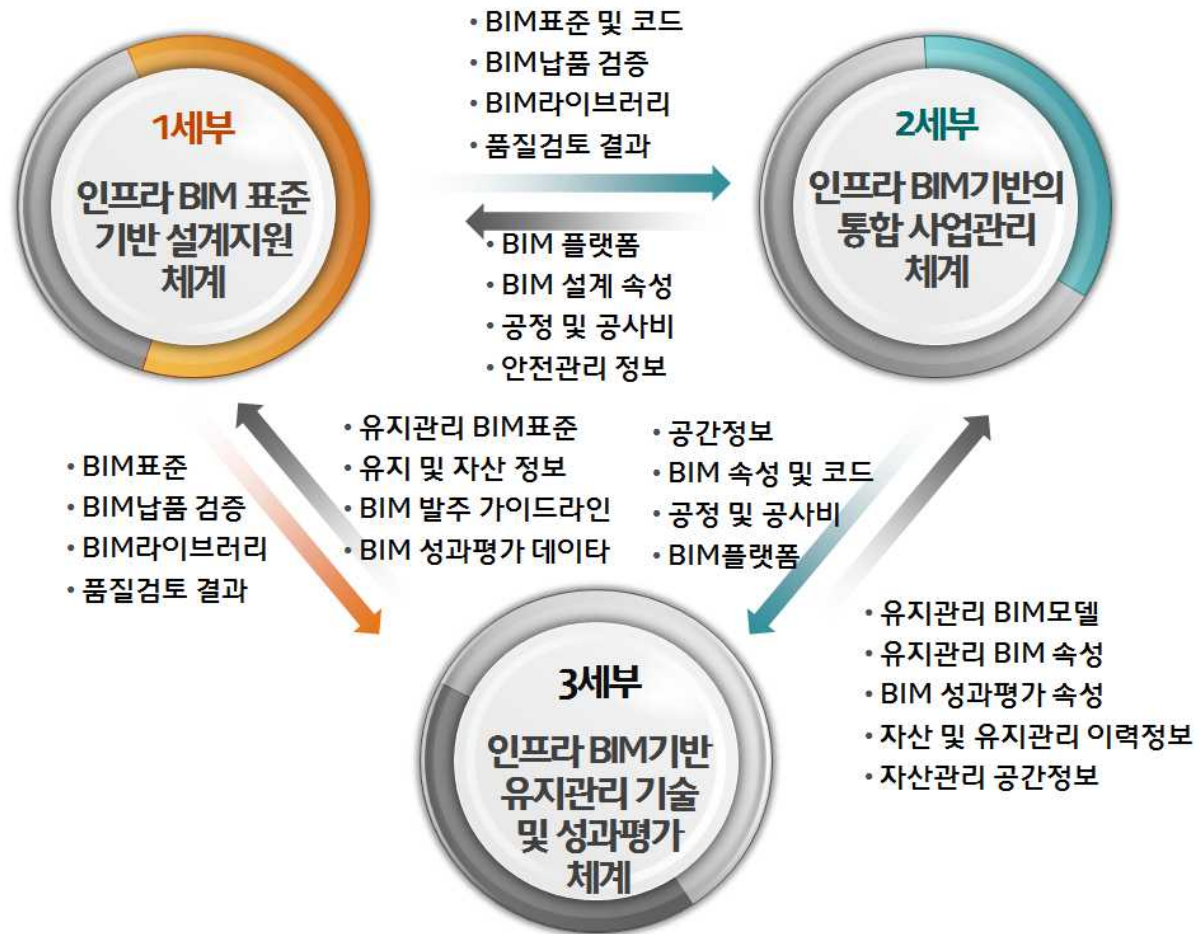 • BIM표준 및 코드
• BIM납품 검증
• BIM라이브러리
• 품질검토 결과
1세부
인프라 BIM 표준
기반 설계지원
체계
2세부
인프라 BIM기반의
통합 사업관리
체계
• BIM 플랫폼
• BIM 설계 속성
• 공정 및 공사비
• 안전관리 정보
• BIM표준
• BIM납품 검증
• BIM라이브러리
• 품질검토 결과
• 유지관리 BIM표준
• 유지 및 자산 정보
• BIM 발주 가이드라인
• BIM 성과평가 데이타
• 공간정보
• BIM 속성 및 코드
• 공정 및 공사비
• BIM플랫폼
• 유지관리 BIM모델
• 유지관리 BIM 속성
• BIM 성과평가 속성
• 자산 및 유지관리 이력정보
• 자산관리 공간정보
3세부
인프라 BIM기반
유지관리 기술
및 성과평가
체계